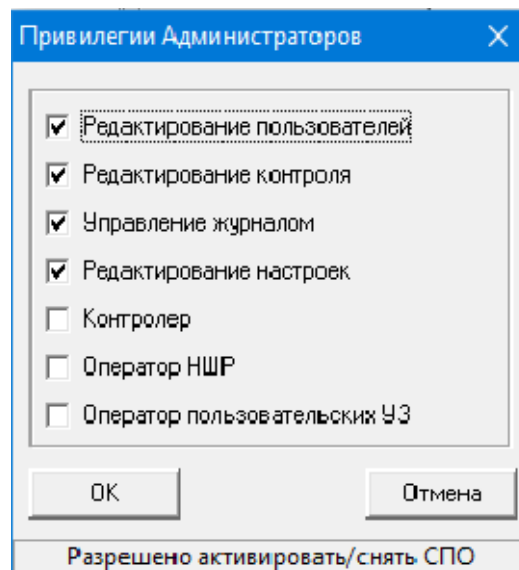 Привилегии Администраторов
Редактирование пользователей
Редактирование контроля
Управление журналом
Редактирование настроек
Контролер
Оператор НШР
Оператор пользовательских УЗ
OK
Отмена
Разрешено активировать/снять СПО